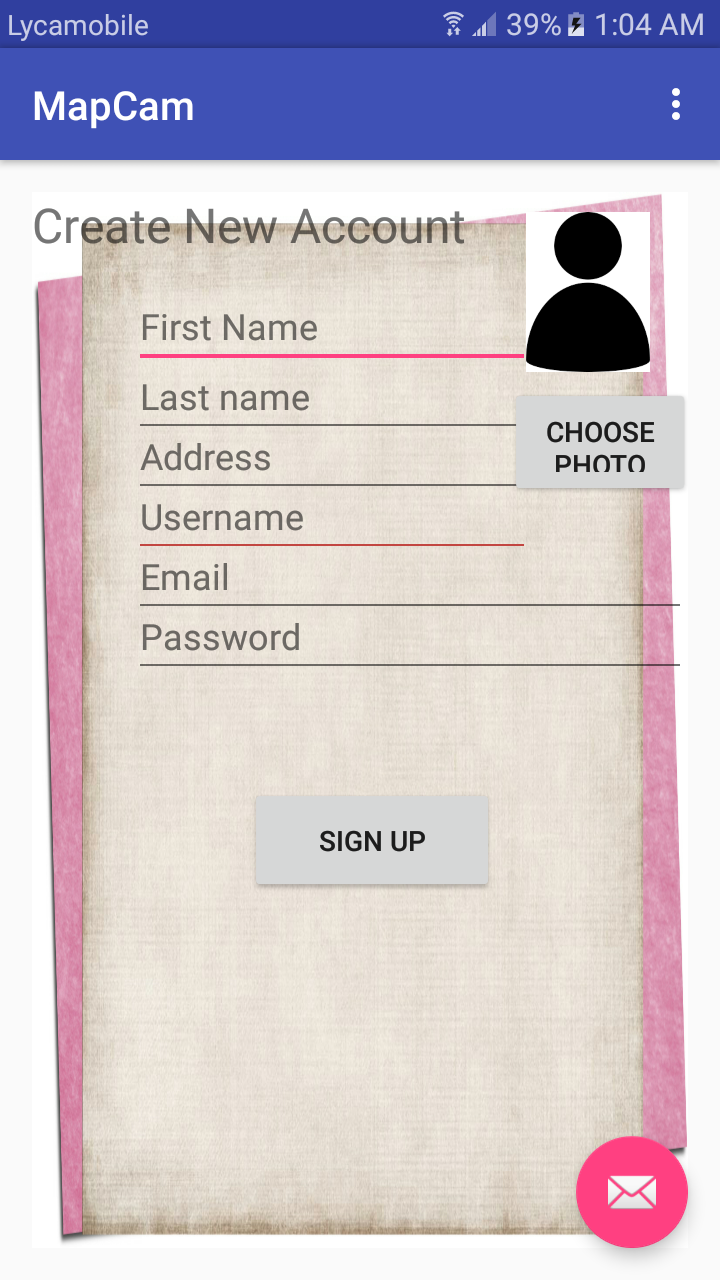 Lycamobile 39% 1:04 AM
MapCam
Create New Account
First Name
Last name
Address
CHOOSE
PHOTO
Username
Email
Password
SIGN UP